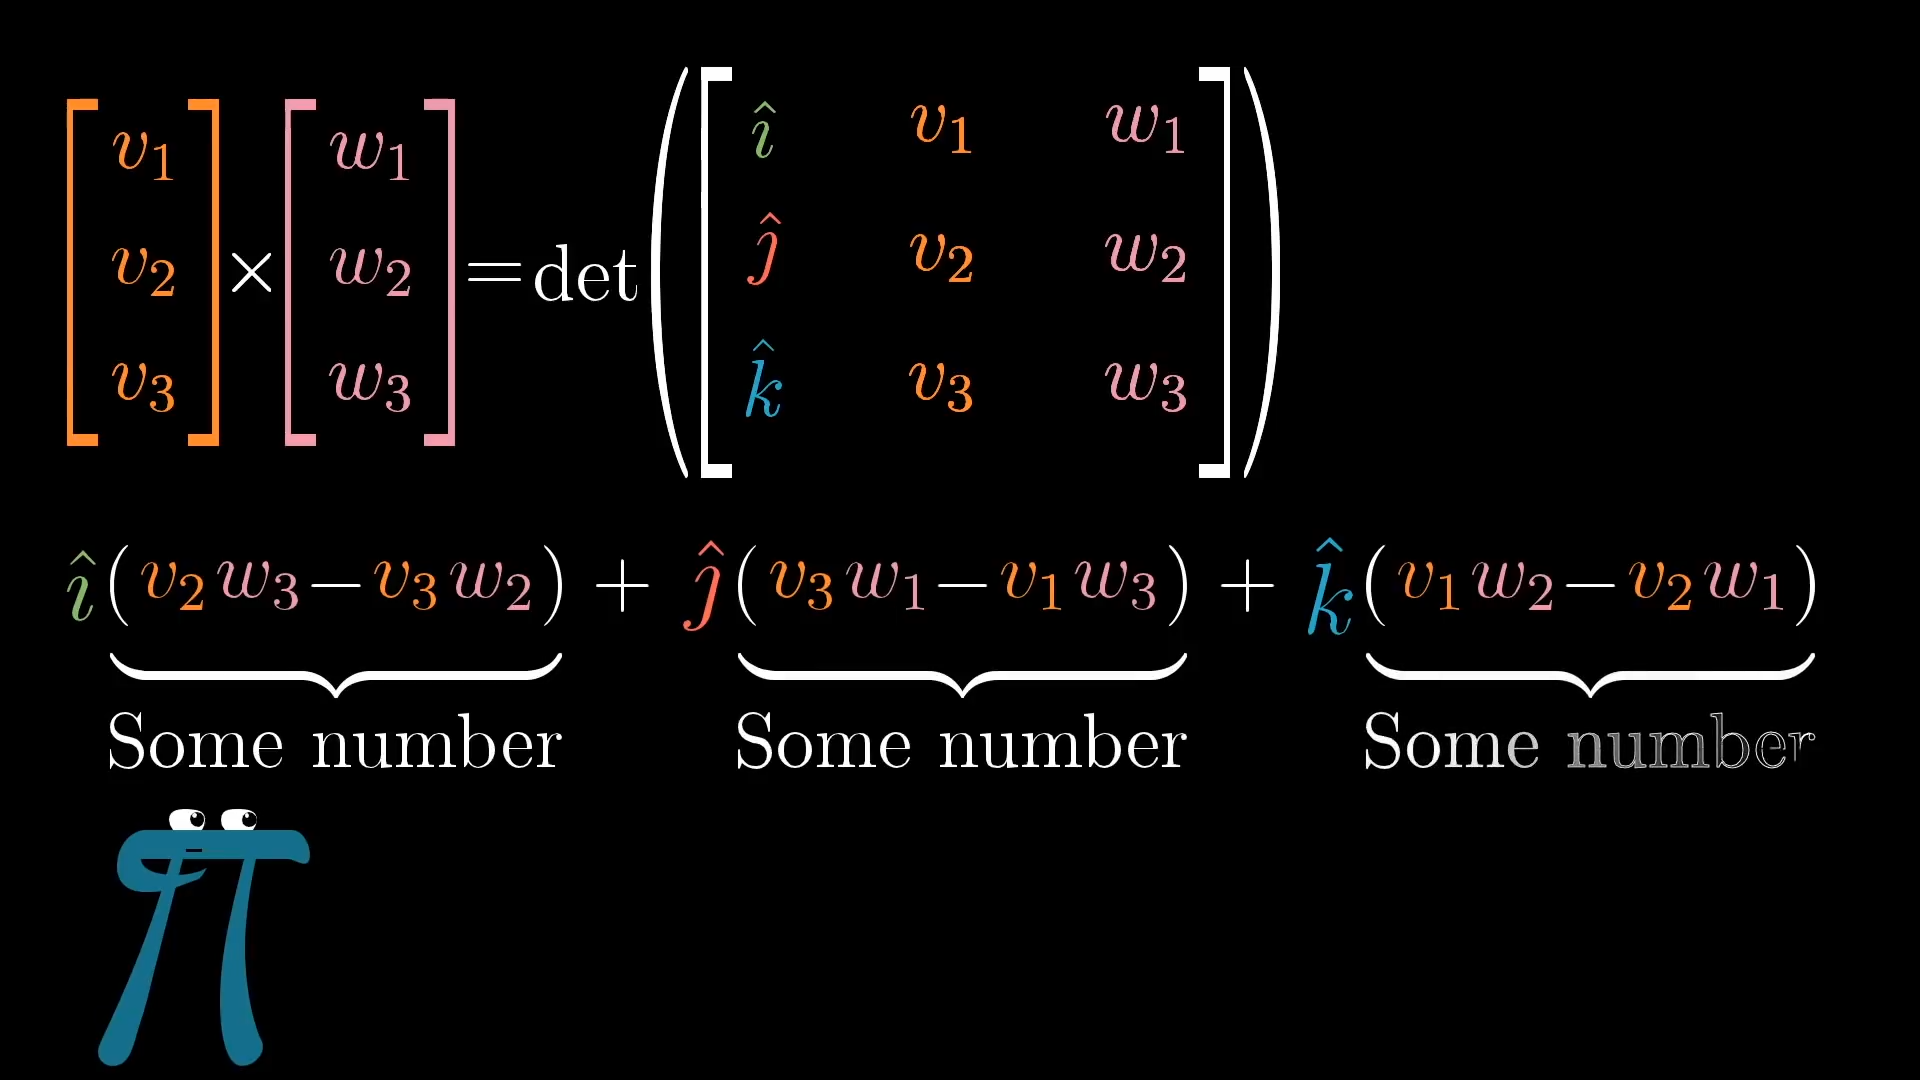 [v₁ v₂ v₃] × [w₁ w₂ w₃] = det([î v₁ w₁
ĵ v₂ w₂
k̂ v₃ w₃])
î(v₂w₃−v₃w₂) + ĵ(v₃w₁−v₁w₃) + k̂(v₁w₂−v₂w₁)
Some number Some number Some number